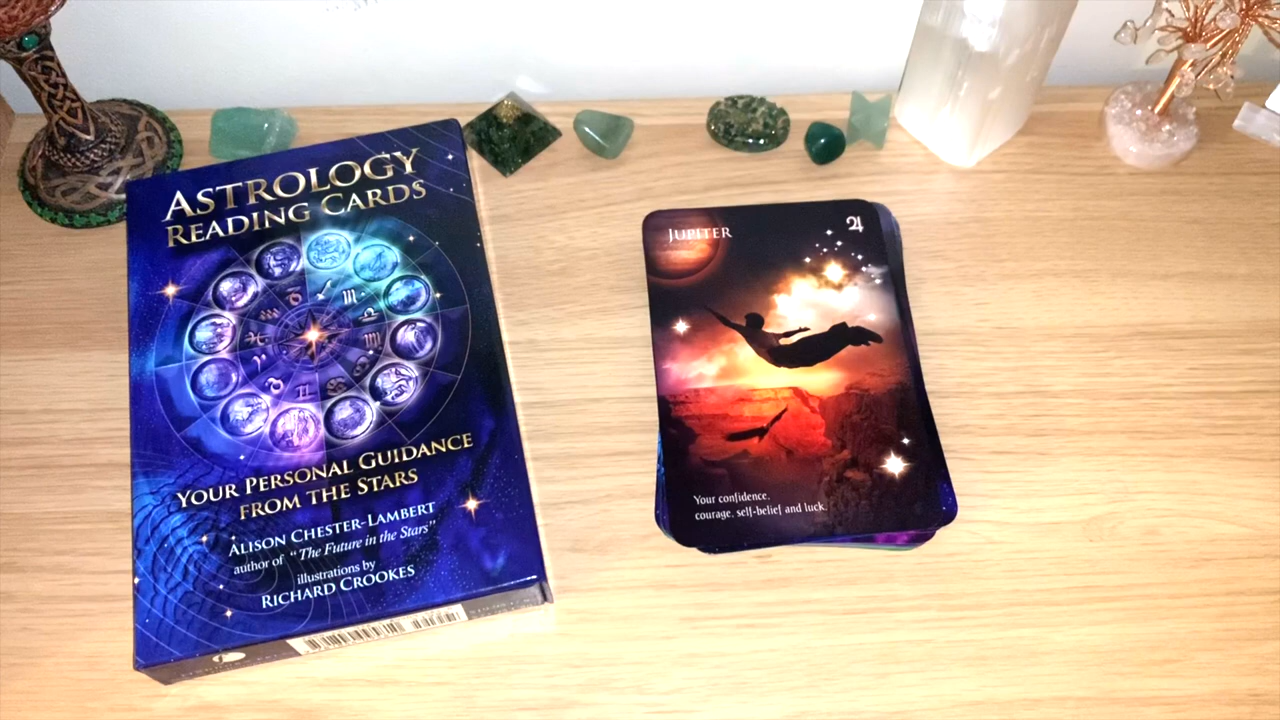 ASTROLOGY
READING CARDS
YOUR PERSONAL GUIDANCE
FROM THE STARS
ALISON CHESTER-LAMBERT
author of "The Future in the Stars"
illustrations by
RICHARD CROOKES
JUPITER ♃
Your confidence,
courage, self-belief and luck.